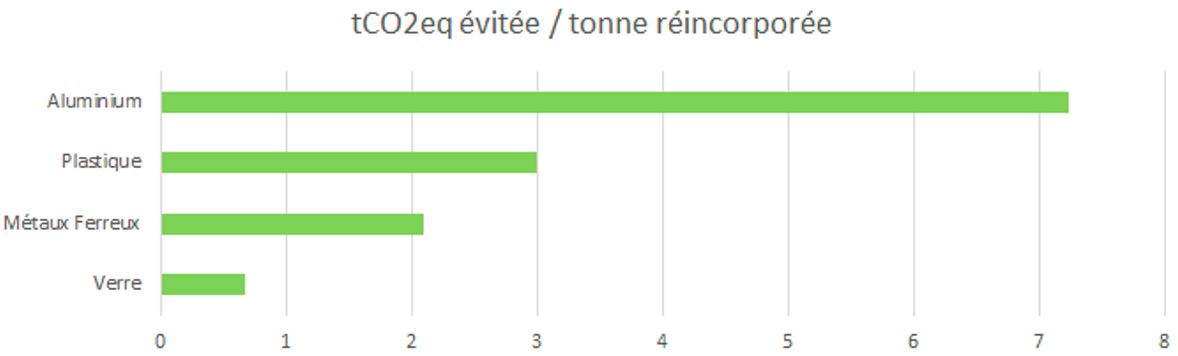 tCO2eq évitée / tonne réincorporée
Aluminium
Plastique
Métaux Ferreux
Verre
0 1 2 3 4 5 6 7 8